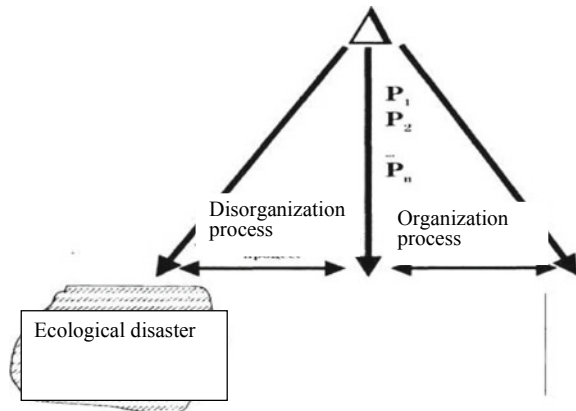 P₁
P₂
...
Pₙ
Disorganization
process
Organization
process
Ecological disaster